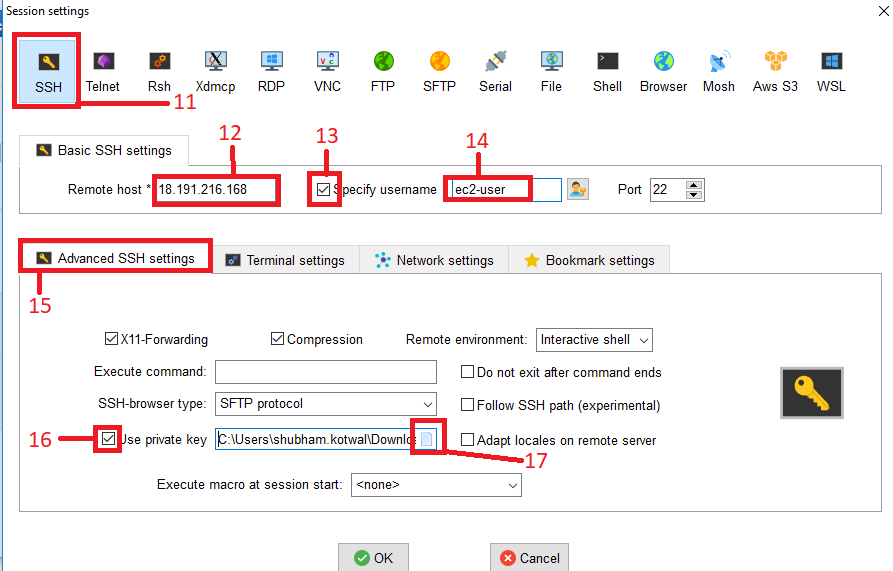 Session settings
SSH Telnet Rsh Xdmcp RDP VNC FTP SFTP Serial File Shell Browser Mosh Aws S3 WSL
11
12 13 14
Basic SSH settings
Remote host * 18.191.216.168 Specify username ec2-user Port 22
Advanced SSH settings Terminal settings Network settings Bookmark settings
15
X11-Forwarding Compression Remote environment: Interactive shell
Execute command: Do not exit after command ends
SSH-browser type: SFTP protocol Follow SSH path (experimental)
16 Use private key C:\Users\shubham.kotwal\Downlo Adapt locales on remote server
17
Execute macro at session start: <none>
OK Cancel